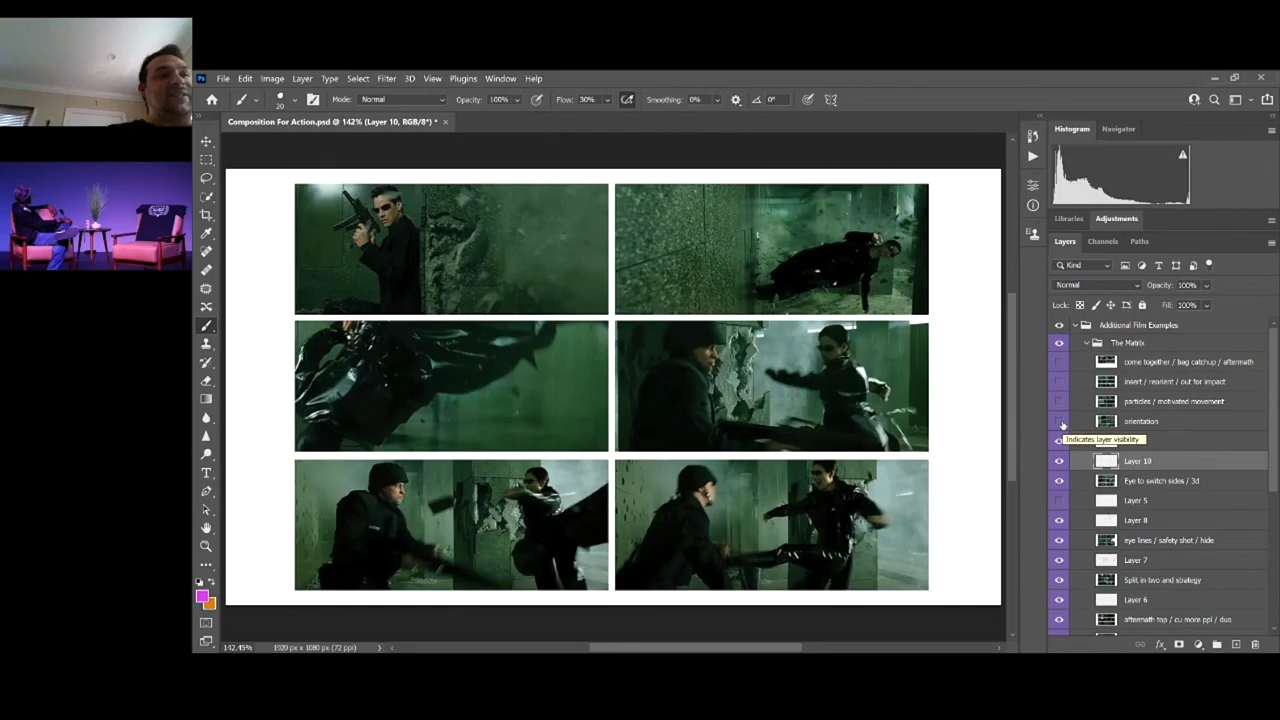 Ps File Edit Image Layer Type Select Filter 3D View Plugins Window Help
20 Mode: Normal Opacity: 100% Flow: 30% Smoothing: 0% 0°
Composition For Action.psd @ 142% (Layer 10, RGB/8*) * ×
Histogram Navigator
Libraries Adjustments
Layers Channels Paths
Kind
Normal Opacity: 100%
Lock: Fill: 100%
Additional Film Examples
The Matrix
come together / bag catchup / aftermath
insert / reorient / out for impact
particles / motivated movement
orientation
Indicates layer visibility
Layer 10
Eye to switch sides / 3d
Layer 5
Layer 8
eye lines / safety shot / hide
Layer 7
Split in two and strategy
Layer 6
aftermath top / cu more ppl / duo
142.45% 1920 px x 1080 px (72 ppi)
fx